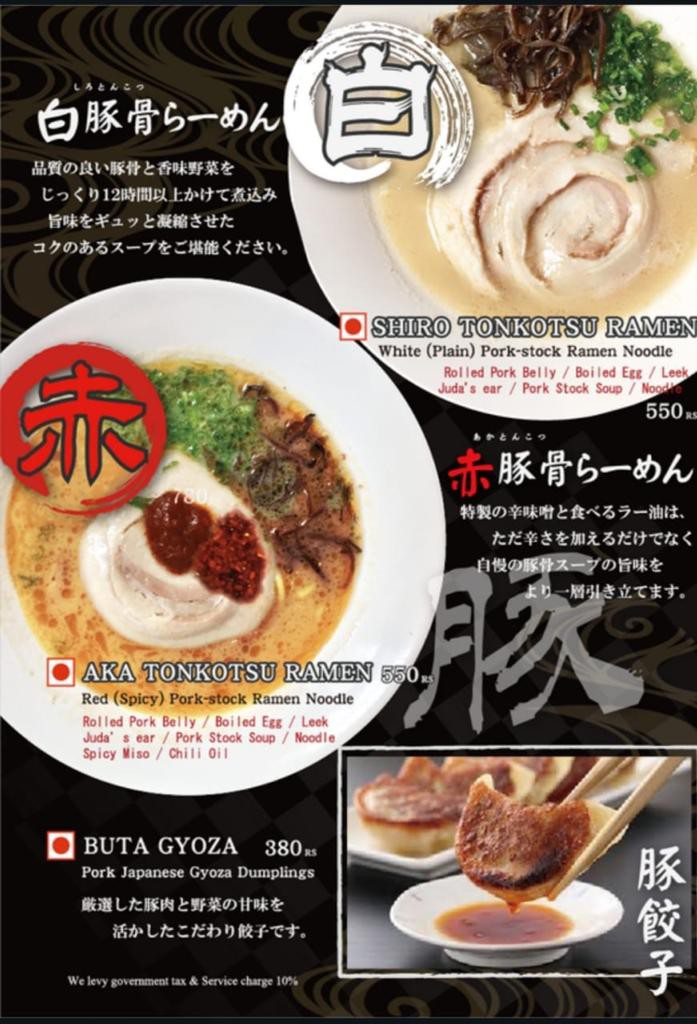 しろとんこつ
白豚骨らーめん
白
品質の良い豚骨と香味野菜を
じっくり12時間以上かけて煮込み
旨味をギュッと凝縮させた
コクのあるスープをご堪能ください。
SHIRO TONKOTSU RAMEN
White (Plain) Pork-stock Ramen Noodle
Rolled Pork Belly / Boiled Egg / Leek
Juda's ear / Pork Stock Soup / Noodle
550 RS
赤
780
あかとんこつ
赤豚骨らーめん
特製の辛味噌と食べるラー油は、
ただ辛さを加えるだけでなく
自慢の豚骨スープの旨味を
より一層引き立てます。
豚
AKA TONKOTSU RAMEN 550 RS
Red (Spicy) Pork-stock Ramen Noodle
Rolled Pork Belly / Boiled Egg / Leek
Juda's ear / Pork Stock Soup / Noodle
Spicy Miso / Chili Oil
BUTA GYOZA 380 RS
Pork Japanese Gyoza Dumplings
厳選した豚肉と野菜の甘味を
活かしたこだわり餃子です。
豚餃子
We levy government tax & Service charge 10%